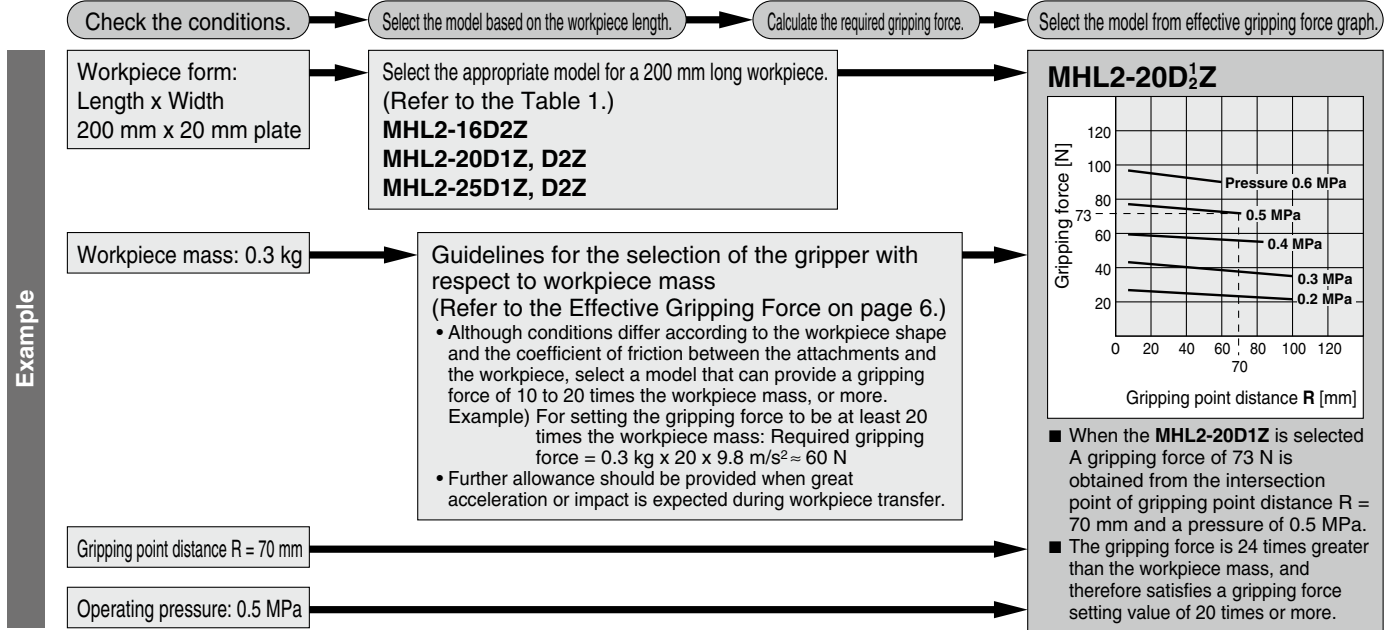 Check the conditions.
Select the model based on the workpiece length.
Calculate the required gripping force.
Select the model from effective gripping force graph.
Example
Workpiece form:
Length x Width
200 mm x 20 mm plate
Select the appropriate model for a 200 mm long workpiece.
(Refer to the Table 1.)
MHL2-16D2Z
MHL2-20D1Z, D2Z
MHL2-25D1Z, D2Z
Workpiece mass: 0.3 kg
Guidelines for the selection of the gripper with
respect to workpiece mass
(Refer to the Effective Gripping Force on page 6.)
• Although conditions differ according to the workpiece shape
and the coefficient of friction between the attachments and
the workpiece, select a model that can provide a gripping
force of 10 to 20 times the workpiece mass, or more.
Example) For setting the gripping force to be at least 20
times the workpiece mass: Required gripping
force = 0.3 kg x 20 x 9.8 m/s² ≈ 60 N
• Further allowance should be provided when great
acceleration or impact is expected during workpiece transfer.
Gripping point distance R = 70 mm
Operating pressure: 0.5 MPa
MHL2-20D½Z
Gripping force [N]
120
100
80
73
60
40
20
Pressure 0.6 MPa
0.5 MPa
0.4 MPa
0.3 MPa
0.2 MPa
0 20 40 60 80 100 120
70
Gripping point distance R [mm]
■ When the MHL2-20D1Z is selected
A gripping force of 73 N is
obtained from the intersection
point of gripping point distance R =
70 mm and a pressure of 0.5 MPa.
■ The gripping force is 24 times greater
than the workpiece mass, and
therefore satisfies a gripping force
setting value of 20 times or more.